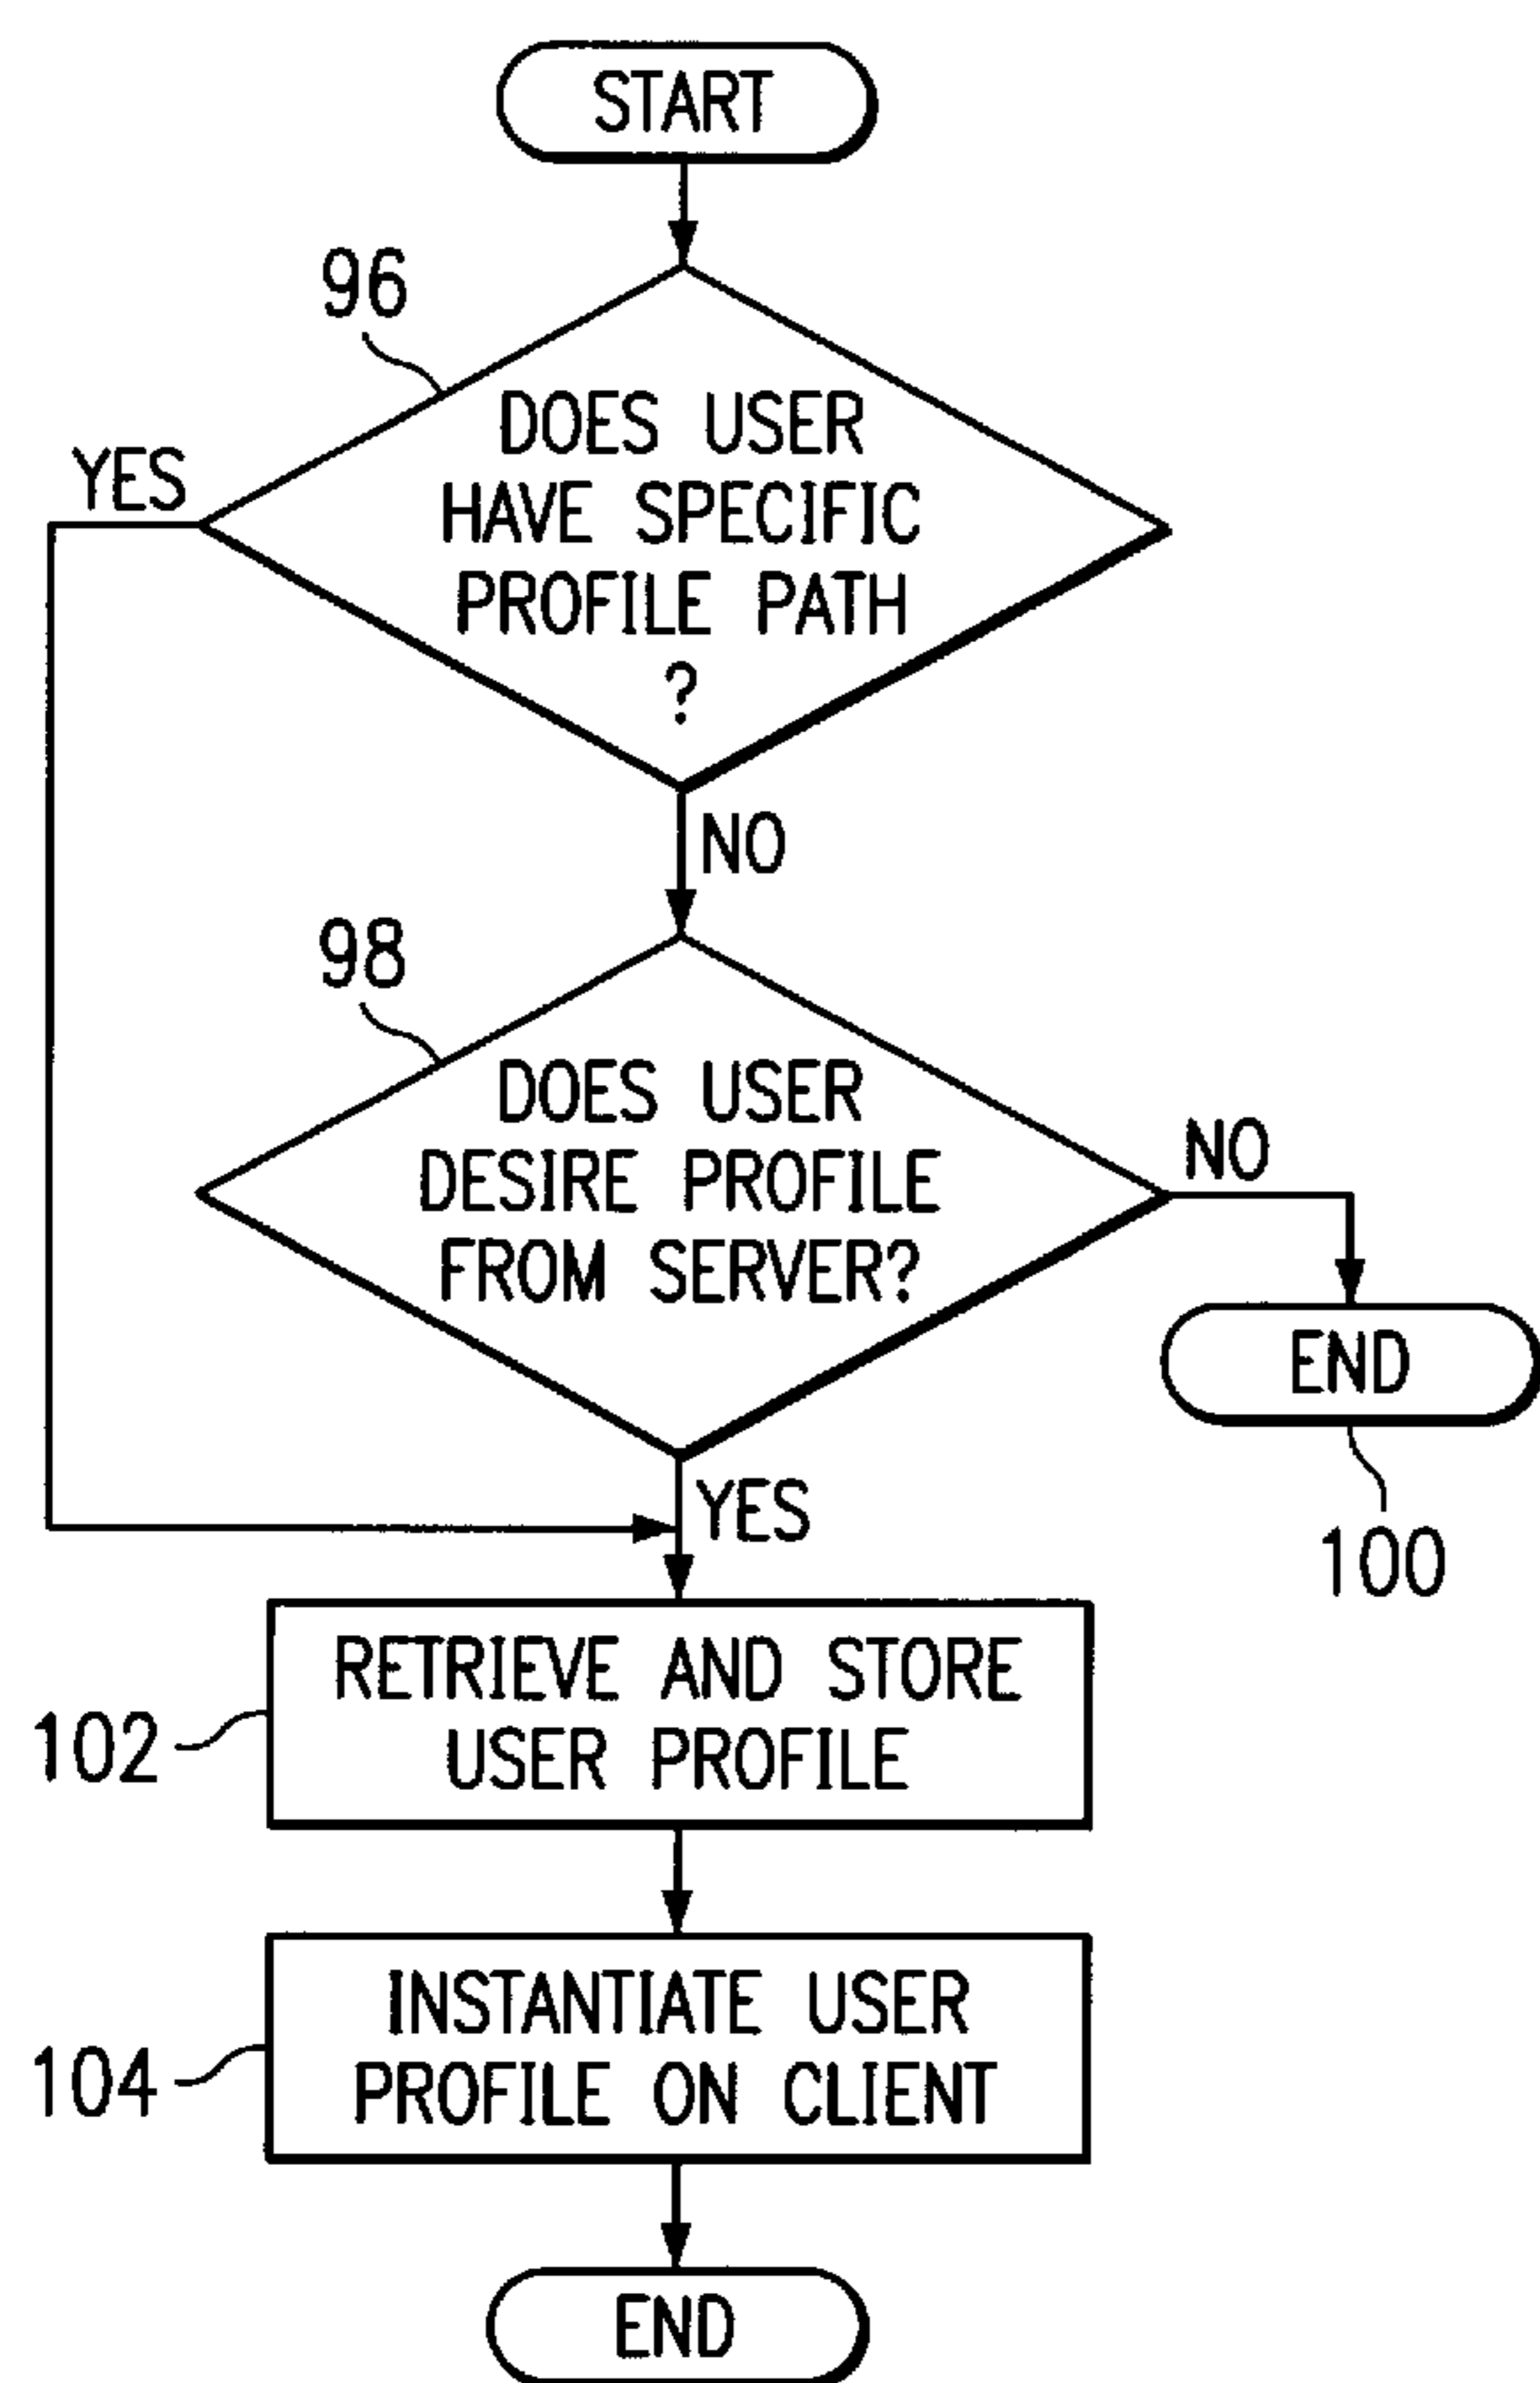 START
96
DOES USER
HAVE SPECIFIC
PROFILE PATH
?
YES
NO
98
DOES USER
DESIRE PROFILE
FROM SERVER?
NO
END
100
YES
RETRIEVE AND STORE
USER PROFILE
102
INSTANTIATE USER
PROFILE ON CLIENT
104
END